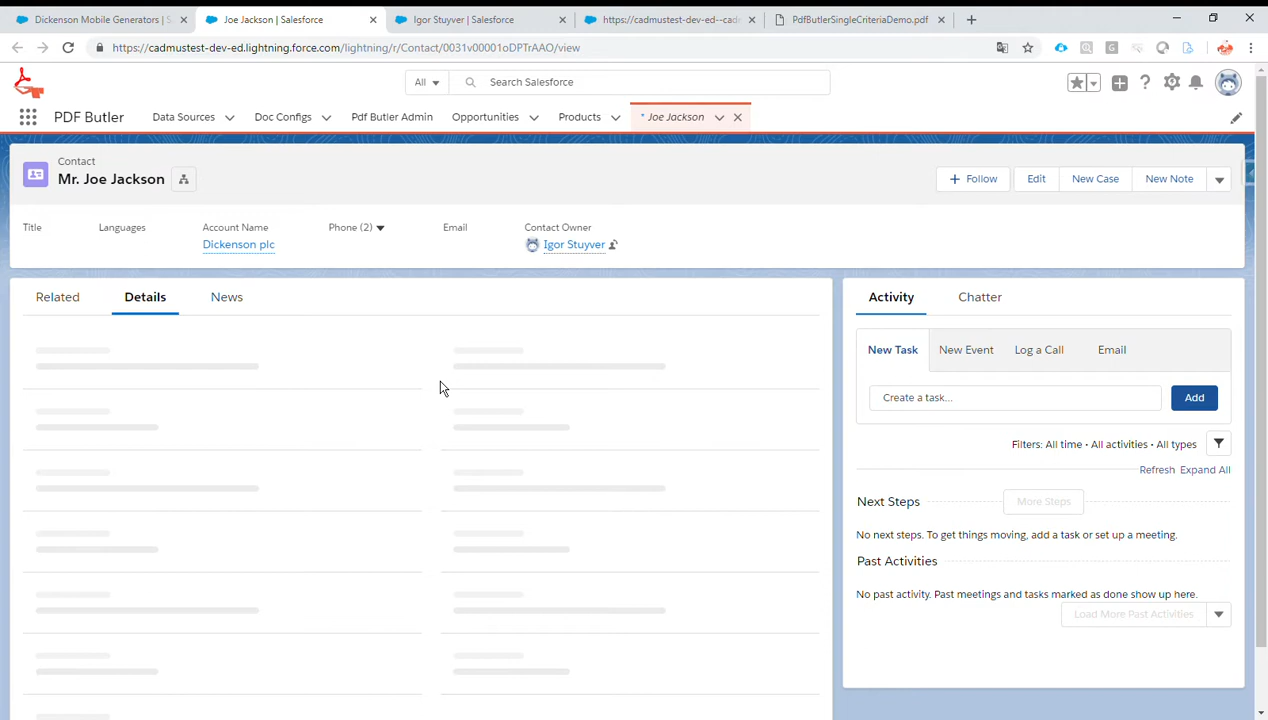 Dickenson Mobile Generators | S
Joe Jackson | Salesforce
Igor Stuyver | Salesforce
https://cadmustest-dev-ed--cad
PdfButlerSingleCriteriaDemo.pdf
https://cadmustest-dev-ed.lightning.force.com/lightning/r/Contact/0031v00001oDPTrAAO/view
All
Search Salesforce
PDF Butler
Data Sources
Doc Configs
Pdf Butler Admin
Opportunities
Products
* Joe Jackson
Contact
Mr. Joe Jackson
+ Follow
Edit
New Case
New Note
Title
Languages
Account Name
Phone (2)
Email
Contact Owner
Dickenson plc
Igor Stuyver
Related
Details
News
Activity
Chatter
New Task
New Event
Log a Call
Email
Create a task...
Add
Filters: All time • All activities • All types
Refresh
Expand All
Next Steps
More Steps
No next steps. To get things moving, add a task or set up a meeting.
Past Activities
No past activity. Past meetings and tasks marked as done show up here.
Load More Past Activities